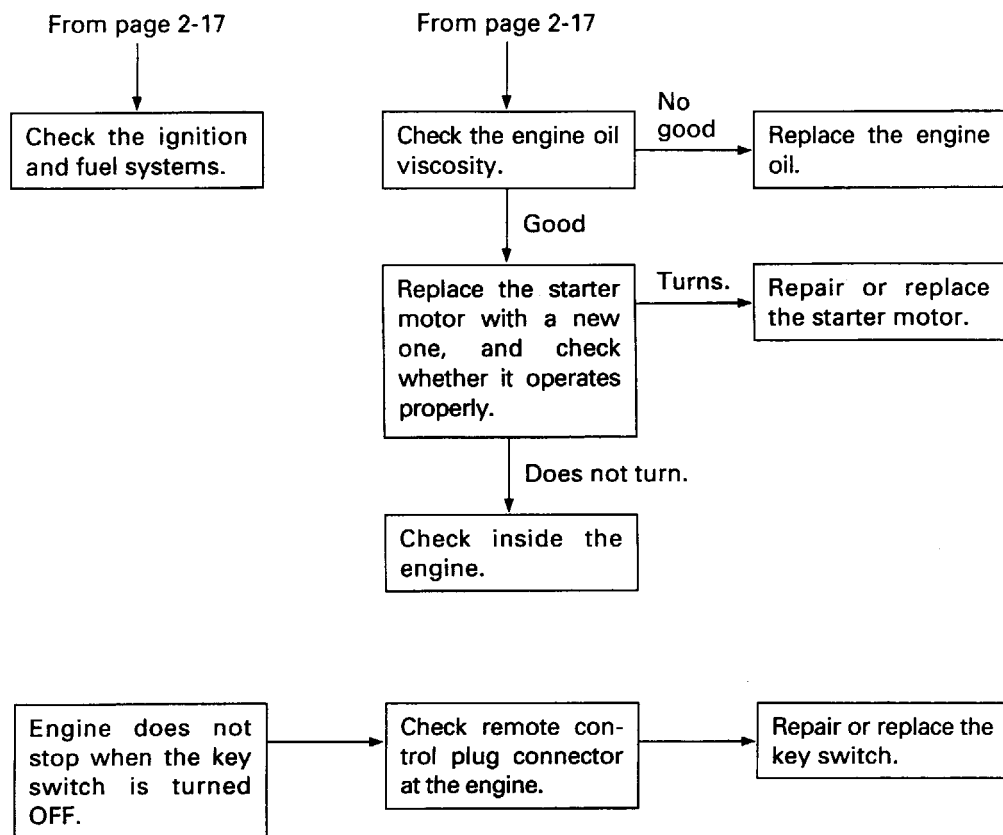 From page 2-17
From page 2-17
Check the ignition
and fuel systems.
Check the engine oil
viscosity.
No
good
Replace the engine
oil.
Good
Replace the starter
motor with a new
one, and check
whether it operates
properly.
Turns.
Repair or replace
the starter motor.
Does not turn.
Check inside the
engine.
Engine does not
stop when the key
switch is turned
OFF.
Check remote con-
trol plug connector
at the engine.
Repair or replace the
key switch.